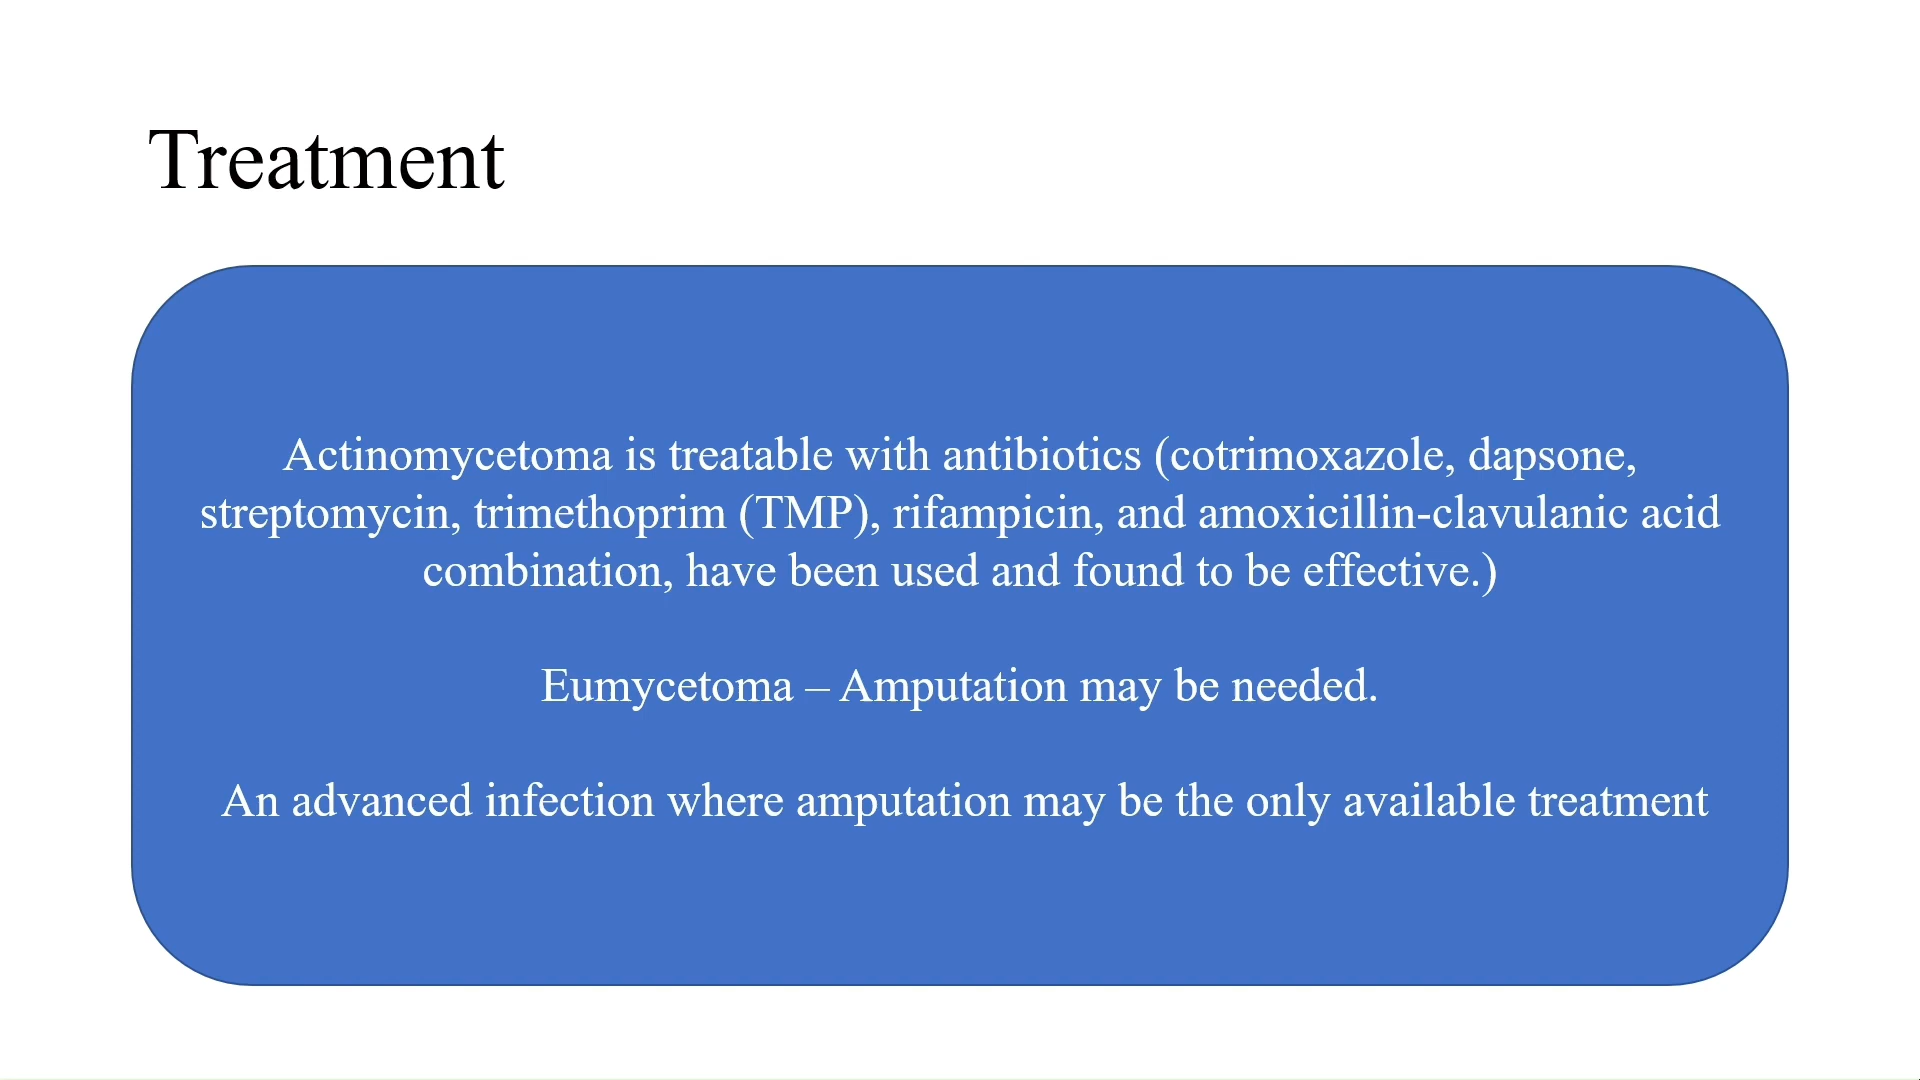 Treatment
Actinomycetoma is treatable with antibiotics (cotrimoxazole, dapsone,
streptomycin, trimethoprim (TMP), rifampicin, and amoxicillin-clavulanic acid
combination, have been used and found to be effective.)
Eumycetoma – Amputation may be needed.
An advanced infection where amputation may be the only available treatment